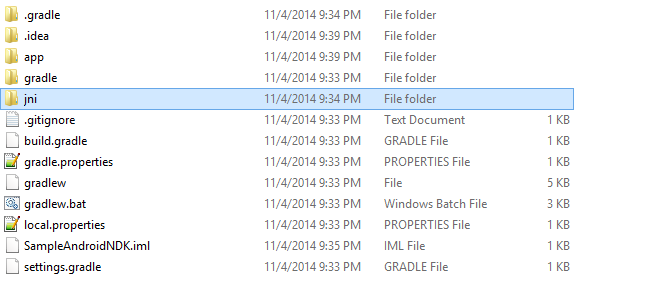 .gradle 11/4/2014 9:34 PM File folder
.idea 11/4/2014 9:39 PM File folder
app 11/4/2014 9:39 PM File folder
gradle 11/4/2014 9:33 PM File folder
jni 11/4/2014 9:34 PM File folder
.gitignore 11/4/2014 9:33 PM Text Document 1 KB
build.gradle 11/4/2014 9:33 PM GRADLE File 1 KB
gradle.properties 11/4/2014 9:33 PM PROPERTIES File 1 KB
gradlew 11/4/2014 9:33 PM File 5 KB
gradlew.bat 11/4/2014 9:33 PM Windows Batch File 3 KB
local.properties 11/4/2014 9:33 PM PROPERTIES File 1 KB
SampleAndroidNDK.iml 11/4/2014 9:35 PM IML File 1 KB
settings.gradle 11/4/2014 9:33 PM GRADLE File 1 KB